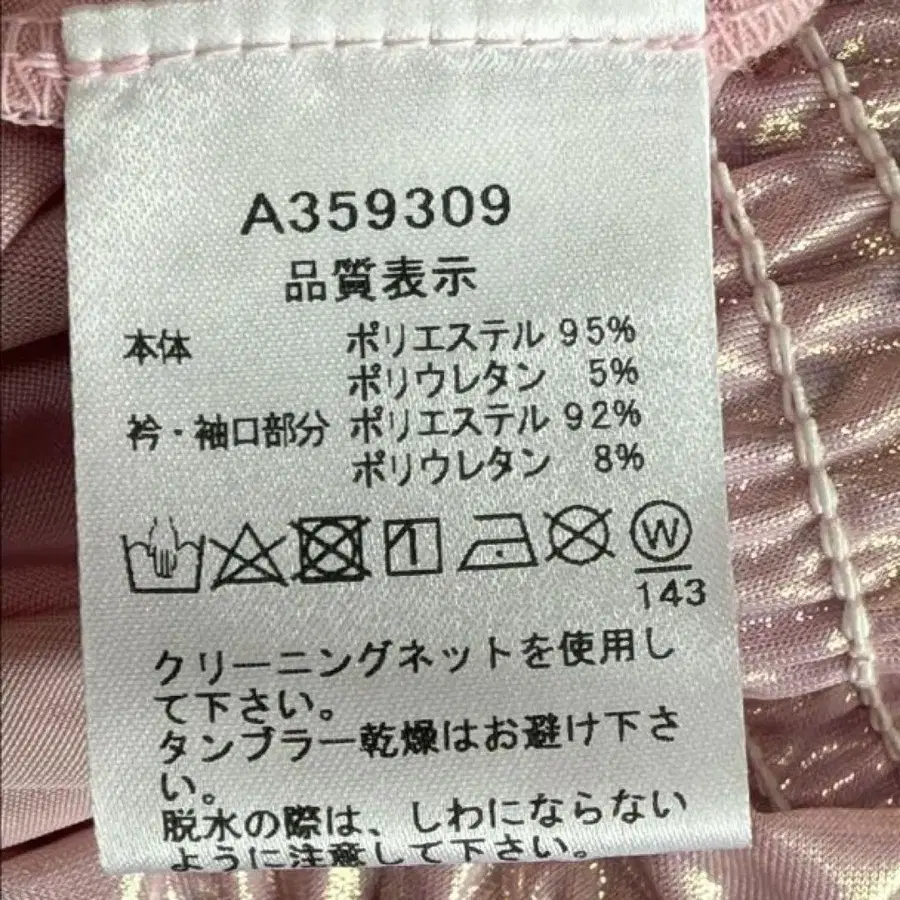 A359309
品質表示
本体 ポリエステル 95%
ポリウレタン 5%
衿・袖口部分 ポリエステル 92%
ポリウレタン 8%
W
143
クリーニングネットを使用し
て下さい。
タンブラー乾燥はお避け下さ
い。
脱水の際は、しわにならない
ように注意して下さい。